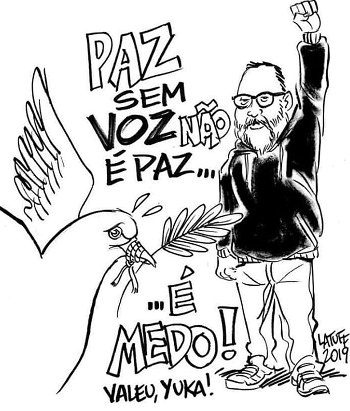 PAZ
SEM
VOZ NÃO
É PAZ...
...É
MEDO!
VALEU, YUKA!
LATUFF
2019